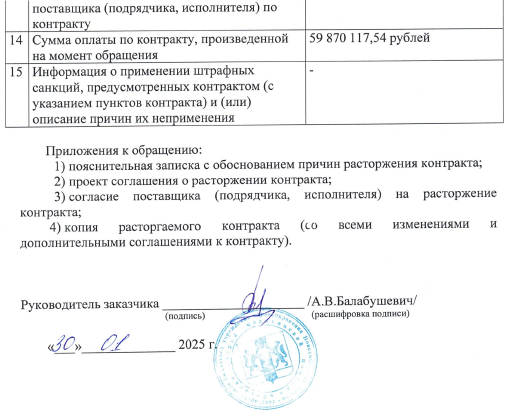 поставщика (подрядчика, исполнителя) по
контракту
14 Сумма оплаты по контракту, произведенной 59 870 117,54 рублей
на момент обращения
15 Информация о применении штрафных -
санкций, предусмотренных контрактом (с
указанием пунктов контракта) и (или)
описание причин их неприменения
Приложения к обращению:
1) пояснительная записка с обоснованием причин расторжения контракта;
2) проект соглашения о расторжении контракта;
3) согласие поставщика (подрядчика, исполнителя) на расторжение
контракта;
4) копия расторгаемого контракта (со всеми изменениями и
дополнительными соглашениями к контракту).
Руководитель заказчика /А.В.Балабушевич/
(подпись) (расшифровка подписи)
«30» 01 2025 г.